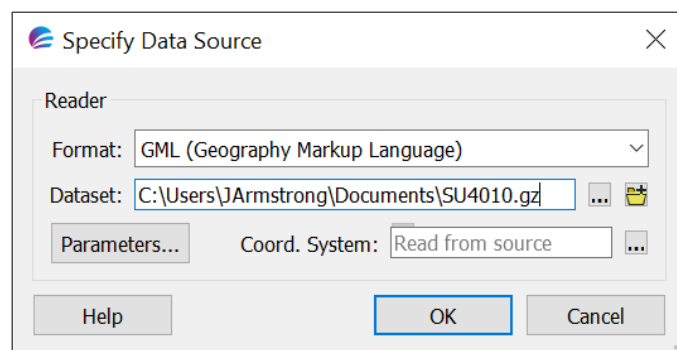 Specify Data Source
Reader
Format: GML (Geography Markup Language)
Dataset: C:\Users\JArmstrong\Documents\SU4010.gz ...
Parameters... Coord. System: Read from source ...
Help OK Cancel